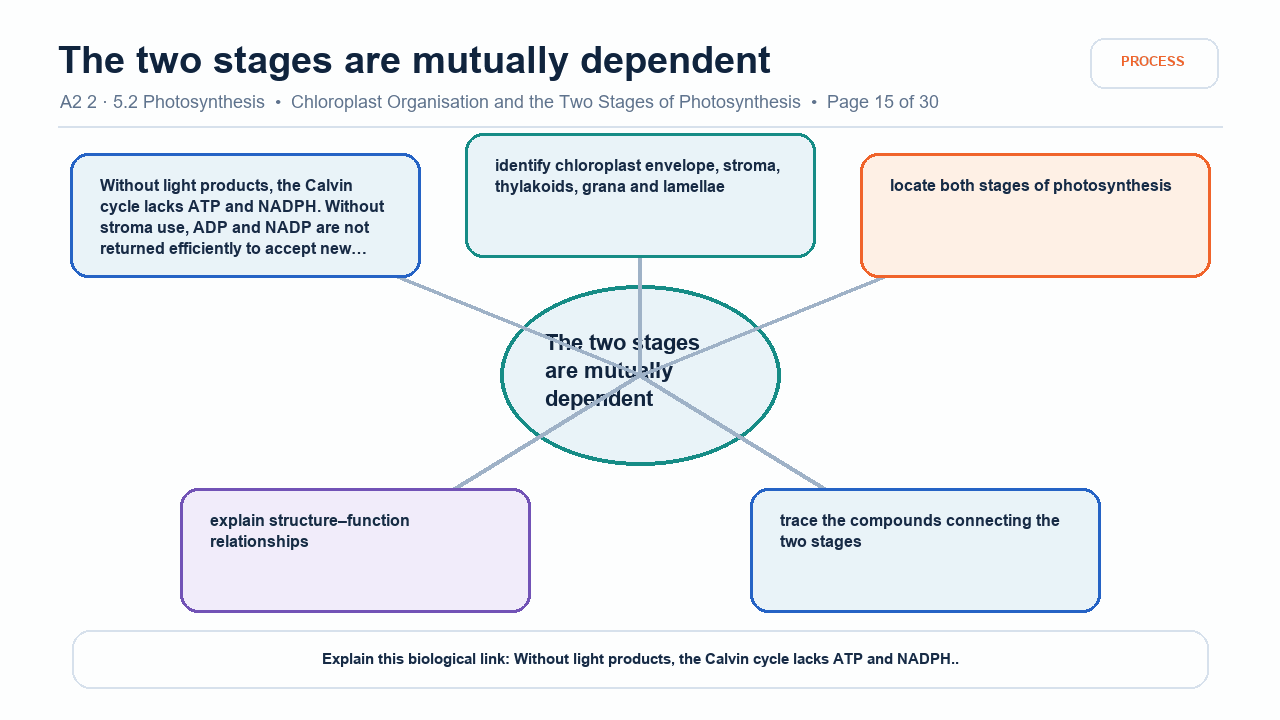 The two stages are mutually dependent
PROCESS
A2 2 · 5.2 Photosynthesis • Chloroplast Organisation and the Two Stages of Photosynthesis • Page 15 of 30
Without light products, the Calvin
cycle lacks ATP and NADPH. Without
stroma use, ADP and NADP are not
returned efficiently to accept new…
identify chloroplast envelope, stroma,
thylakoids, grana and lamellae
locate both stages of photosynthesis
The two stages
are mutually
dependent
explain structure–function
relationships
trace the compounds connecting the
two stages
Explain this biological link: Without light products, the Calvin cycle lacks ATP and NADPH..